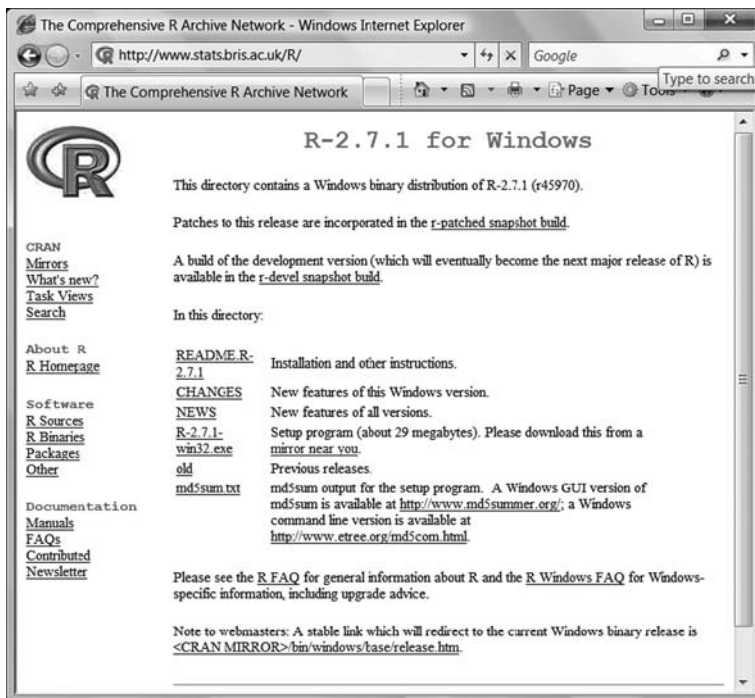 The Comprehensive R Archive Network - Windows Internet Explorer
http://www.stats.bris.ac.uk/R/
Google
Type to search
The Comprehensive R Archive Network
Page
Tools
R
R-2.7.1 for Windows
This directory contains a Windows binary distribution of R-2.7.1 (r45970).
Patches to this release are incorporated in the r-patched snapshot build.
A build of the development version (which will eventually become the next major release of R) is
available in the r-devel snapshot build.
In this directory:
CRAN
Mirrors
What's new?
Task Views
Search
About R
R Homepage
Software
R Sources
R Binaries
Packages
Other
Documentation
Manuals
FAQs
Contributed
Newsletter
README.R-
2.7.1
Installation and other instructions.
CHANGES
New features of this Windows version.
NEWS
New features of all versions.
R-2.7.1-
win32.exe
Setup program (about 29 megabytes). Please download this from a
mirror near you.
old
Previous releases.
md5sum.txt
md5sum output for the setup program. A Windows GUI version of
md5sum is available at http://www.md5summer.org/; a Windows
command line version is available at
http://www.etree.org/md5com.html.
Please see the R FAQ for general information about R and the R Windows FAQ for Windows-
specific information, including upgrade advice.
Note to webmasters: A stable link which will redirect to the current Windows binary release is
<CRAN MIRROR>/bin/windows/base/release.htm.